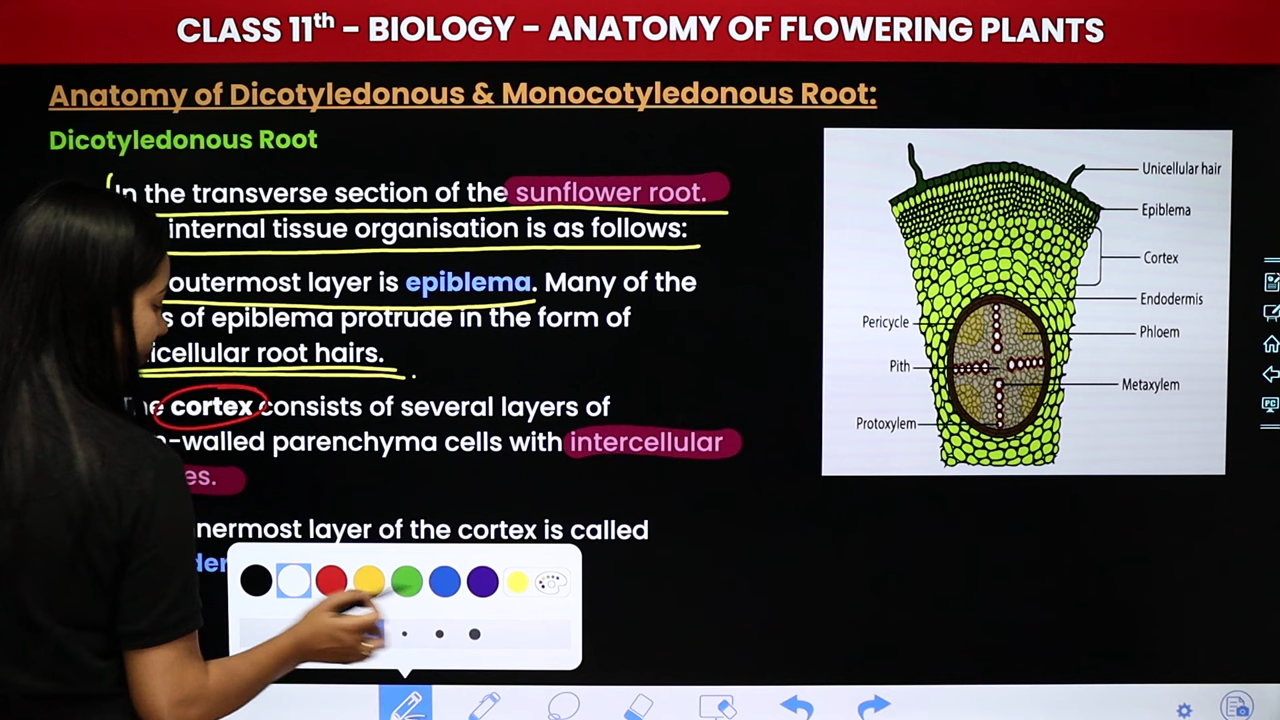 CLASS 11th - BIOLOGY - ANATOMY OF FLOWERING PLANTS
Anatomy of Dicotyledonous & Monocotyledonous Root:
Dicotyledonous Root
In the transverse section of the sunflower root.
internal tissue organisation is as follows:
outermost layer is epiblema. Many of the
of epiblema protrude in the form of
root hairs.
cortex consists of several layers of
-walled parenchyma cells with intercellular
layer of the cortex is called
Unicellular hair
Epiblema
Cortex
Endodermis
Pericycle
Phloem
Pith
Metaxylem
Protoxylem
PC